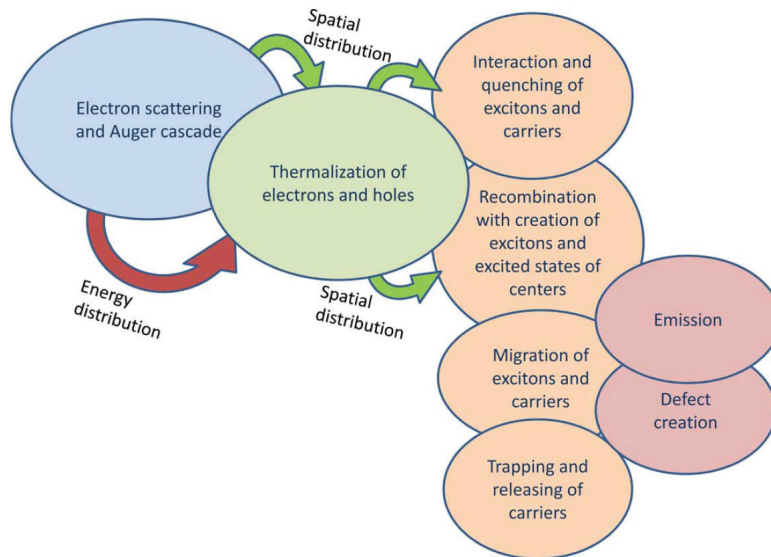 Spatial
distribution
Electron scattering
and Auger cascade
Thermalization of
electrons and holes
Energy
distribution
Spatial
distribution
Interaction and
quenching of
excitons and
carriers
Recombination
with creation of
excitons and
excited states of
centers
Migration of
excitons and
carriers
Trapping and
releasing of
carriers
Emission
Defect
creation